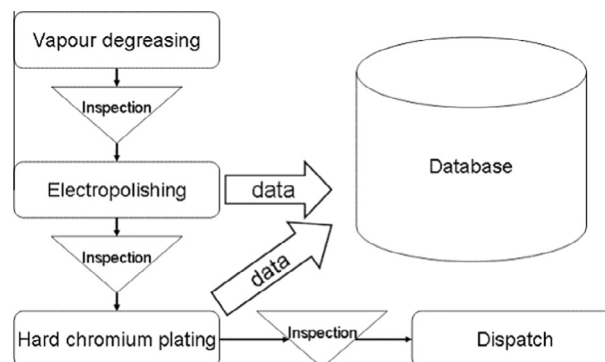 Vapour degreasing
Inspection
Electropolishing
data
Database
Inspection
data
Hard chromium plating
Inspection
Dispatch